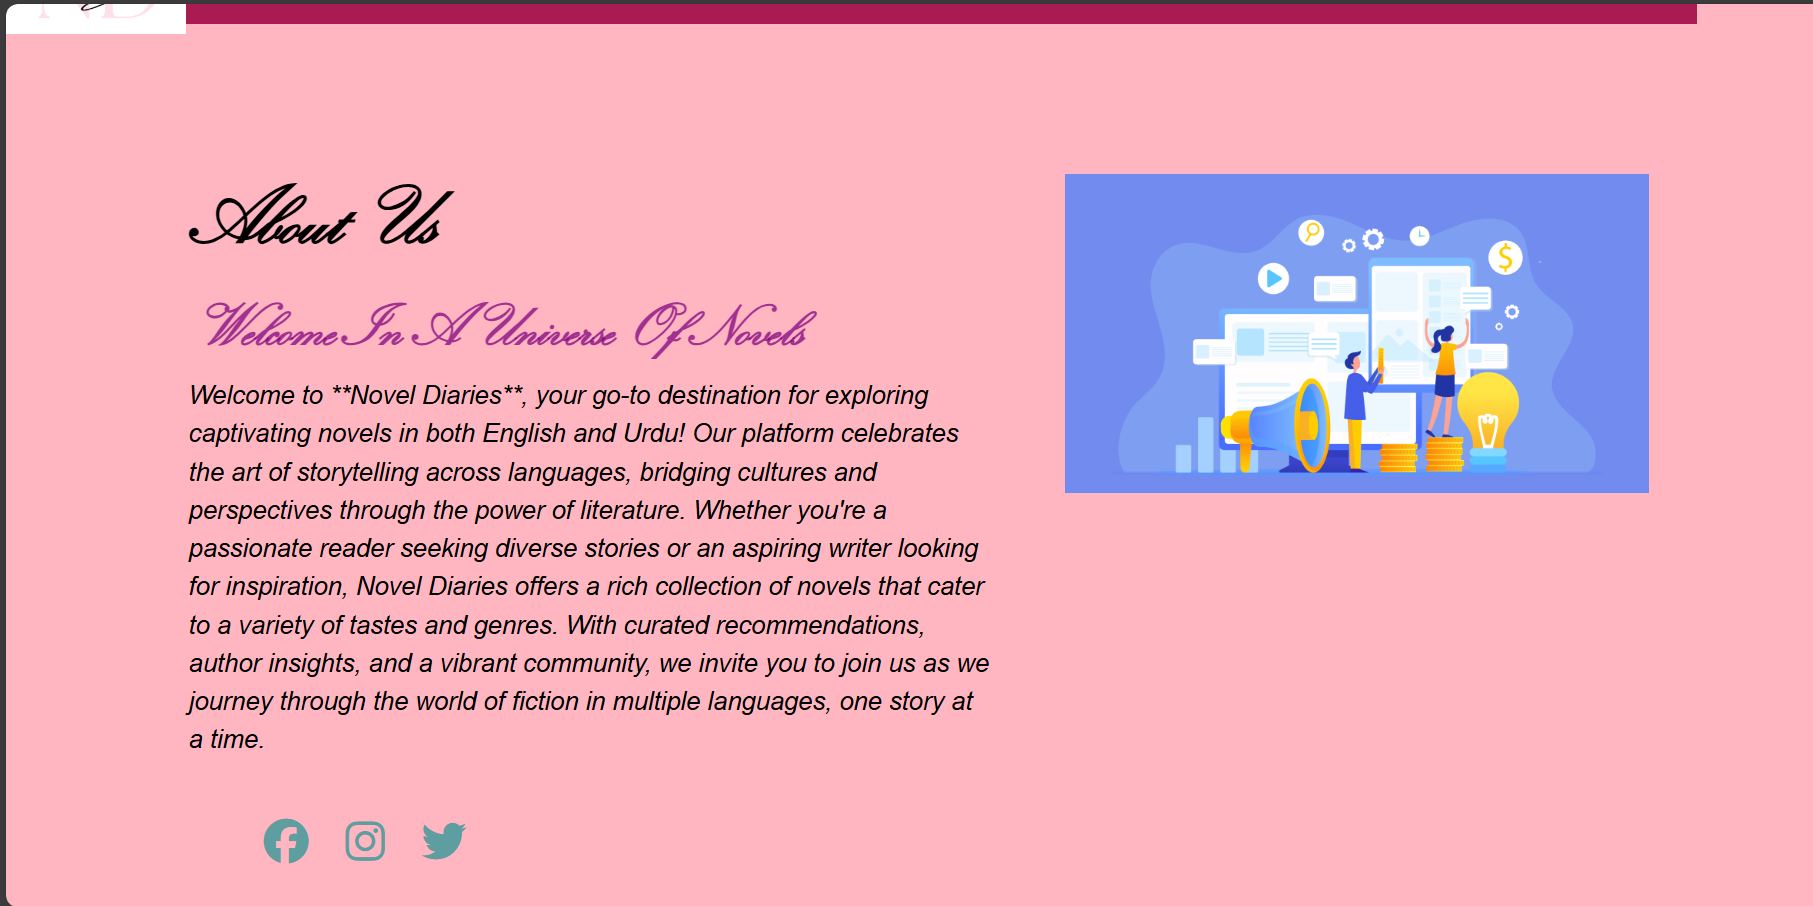 About Us
Welcome In A Universe Of Novels
Welcome to **Novel Diaries**, your go-to destination for exploring
captivating novels in both English and Urdu! Our platform celebrates
the art of storytelling across languages, bridging cultures and
perspectives through the power of literature. Whether you're a
passionate reader seeking diverse stories or an aspiring writer looking
for inspiration, Novel Diaries offers a rich collection of novels that cater
to a variety of tastes and genres. With curated recommendations,
author insights, and a vibrant community, we invite you to join us as we
journey through the world of fiction in multiple languages, one story at
a time.